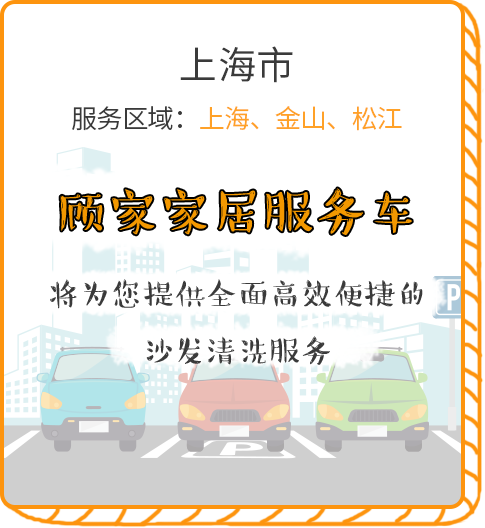 上海市
服务区域：上海、金山、松江
顾家家居服务车
将为您提供全面高效便捷的
沙发清洗服务
P
P